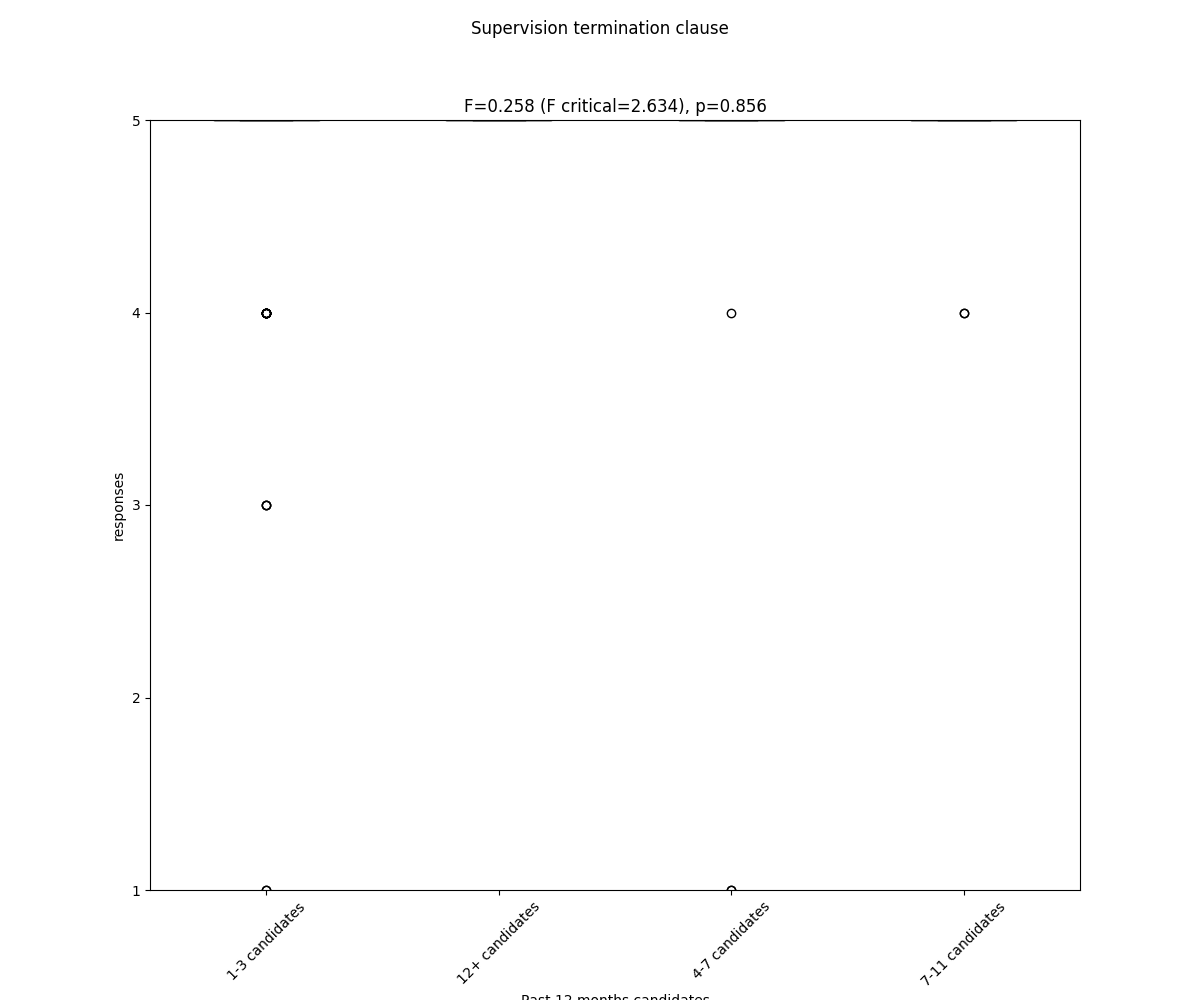 Supervision termination clause
F=0.258 (F critical=2.634), p=0.856
5
4
3
2
1
responses
1-3 candidates
12+ candidates
4-7 candidates
7-11 candidates
Past 12 months candidates